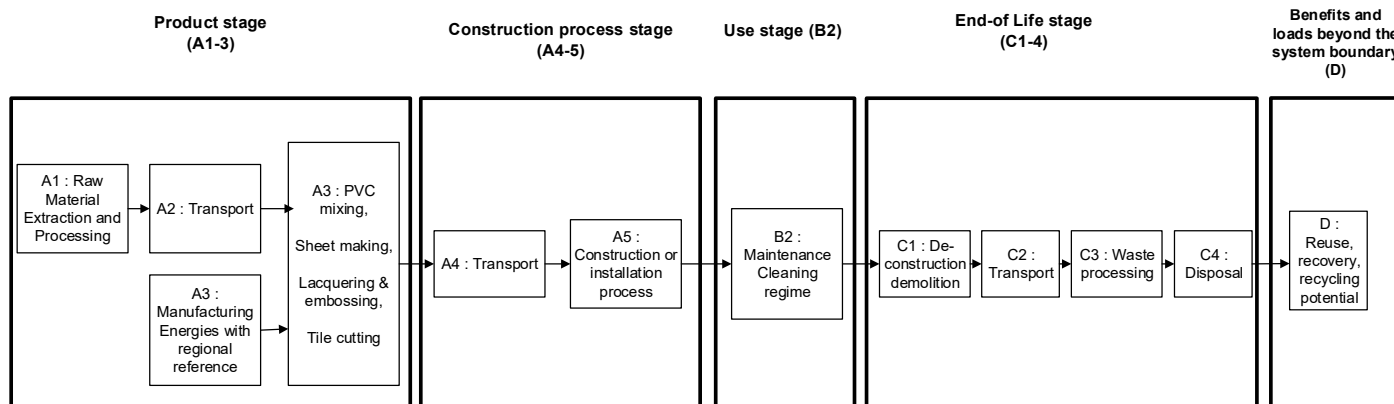 Product stage
(A1-3)
Construction process stage
(A4-5)
Use stage (B2)
End-of Life stage
(C1-4)
Benefits and
loads beyond the
system boundary
(D)
A1 : Raw
Material
Extraction and
Processing
A2 : Transport
A3 :
Manufacturing
Energies with
regional
reference
A3 : PVC
mixing,
Sheet making,
Lacquering &
embossing,
Tile cutting
A4 : Transport
A5 :
Construction or
installation
process
B2 :
Maintenance
Cleaning
regime
C1 : De-
construction
demolition
C2 :
Transport
C3 : Waste
processing
C4 :
Disposal
D :
Reuse,
recovery,
recycling
potential